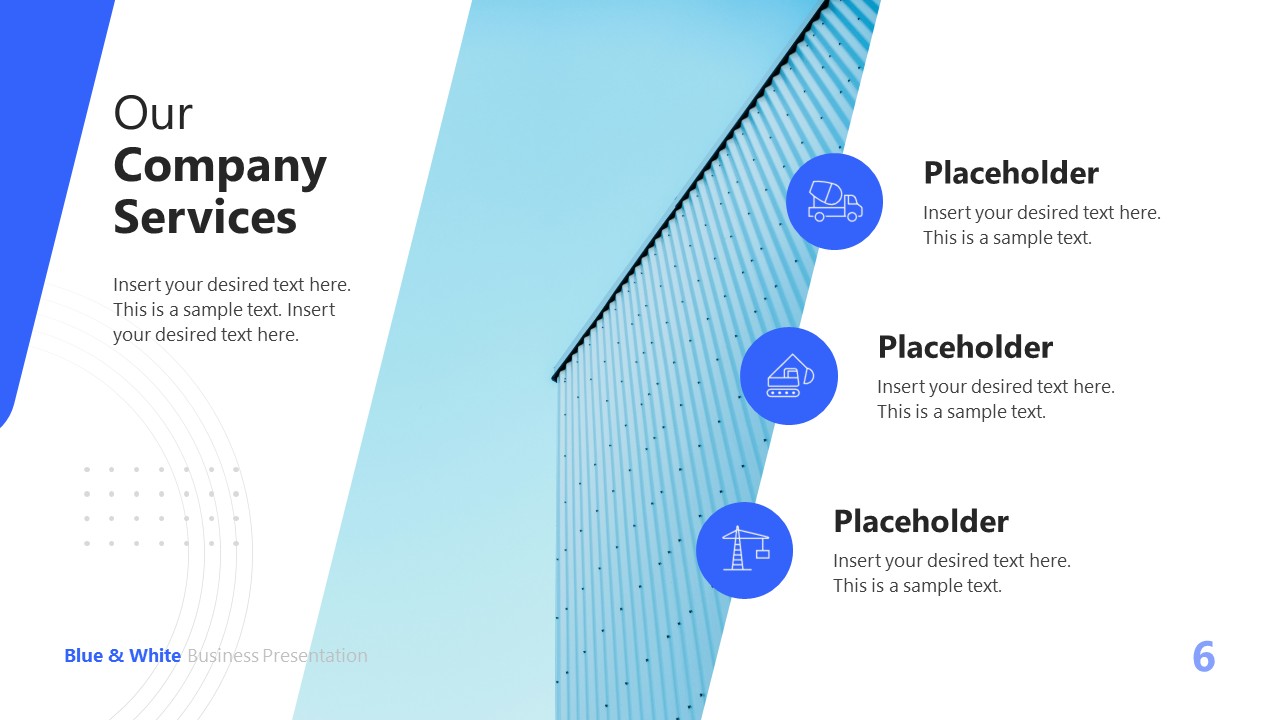 Our
Company
Services
Insert your desired text here.
This is a sample text. Insert
your desired text here.
Placeholder
Insert your desired text here.
This is a sample text.
Placeholder
Insert your desired text here.
This is a sample text.
Placeholder
Insert your desired text here.
This is a sample text.
Blue & White Business Presentation
6